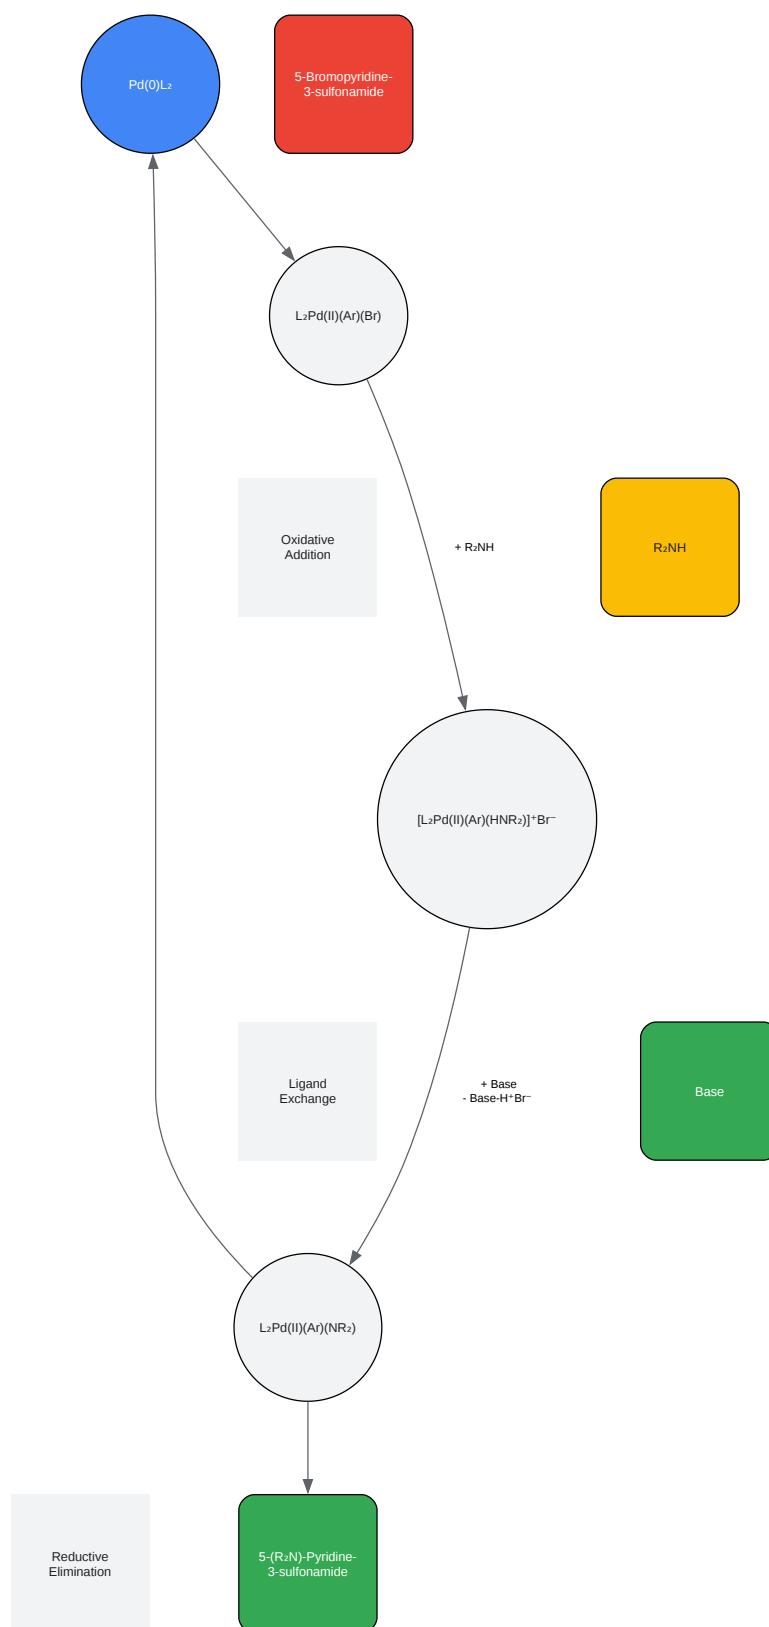 Pd(0)L₂
5-Bromopyridine-
3-sulfonamide
L₂Pd(II)(Ar)(Br)
Oxidative
Addition
+ R₂NH
R₂NH
[L₂Pd(II)(Ar)(HNR₂)]⁺Br⁻
Ligand
Exchange
+ Base
- Base-H⁺Br⁻
Base
L₂Pd(II)(Ar)(NR₂)
Reductive
Elimination
5-(R₂N)-Pyridine-
3-sulfonamide